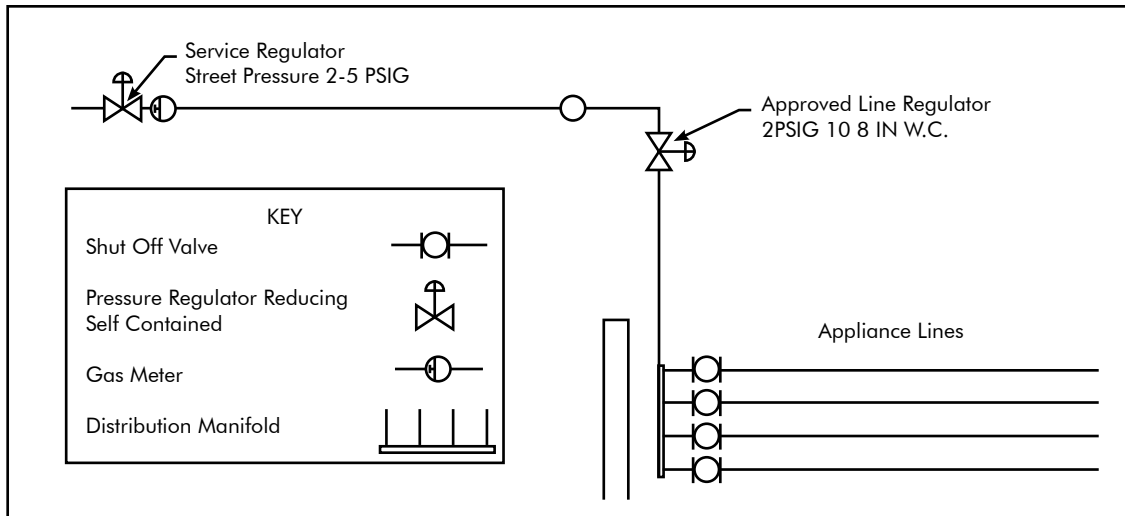 Service Regulator
Street Pressure 2-5 PSIG
Approved Line Regulator
2PSIG 10 8 IN W.C.
KEY
Shut Off Valve
Pressure Regulator Reducing
Self Contained
Gas Meter
Distribution Manifold
Appliance Lines